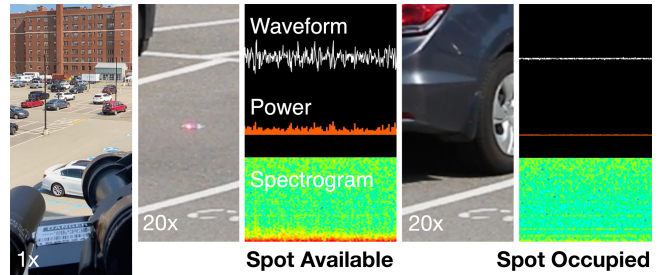 Waveform
Power
Spectrogram
1x
20x
20x
Spot Available
Spot Occupied